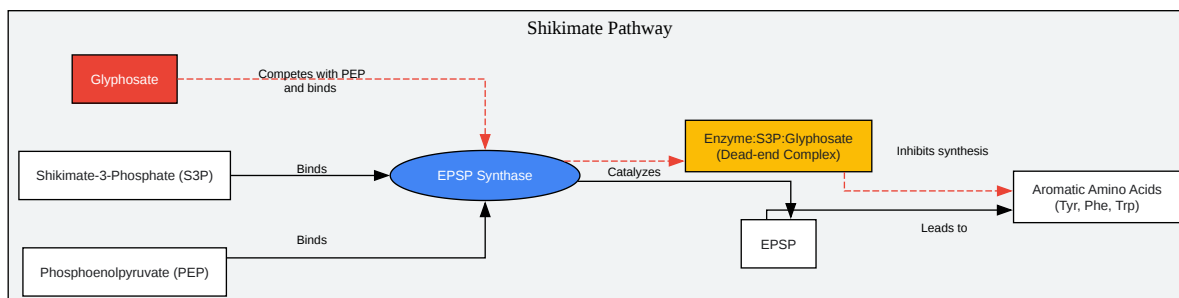 Shikimate Pathway
Glyphosate
Competes with PEP
and binds
Enzyme:S3P:Glyphosate
(Dead-end Complex)
Inhibits synthesis
Shikimate-3-Phosphate (S3P)
Binds
EPSP Synthase
Catalyzes
Aromatic Amino Acids
(Tyr, Phe, Trp)
Binds
EPSP
Leads to
Phosphoenolpyruvate (PEP)